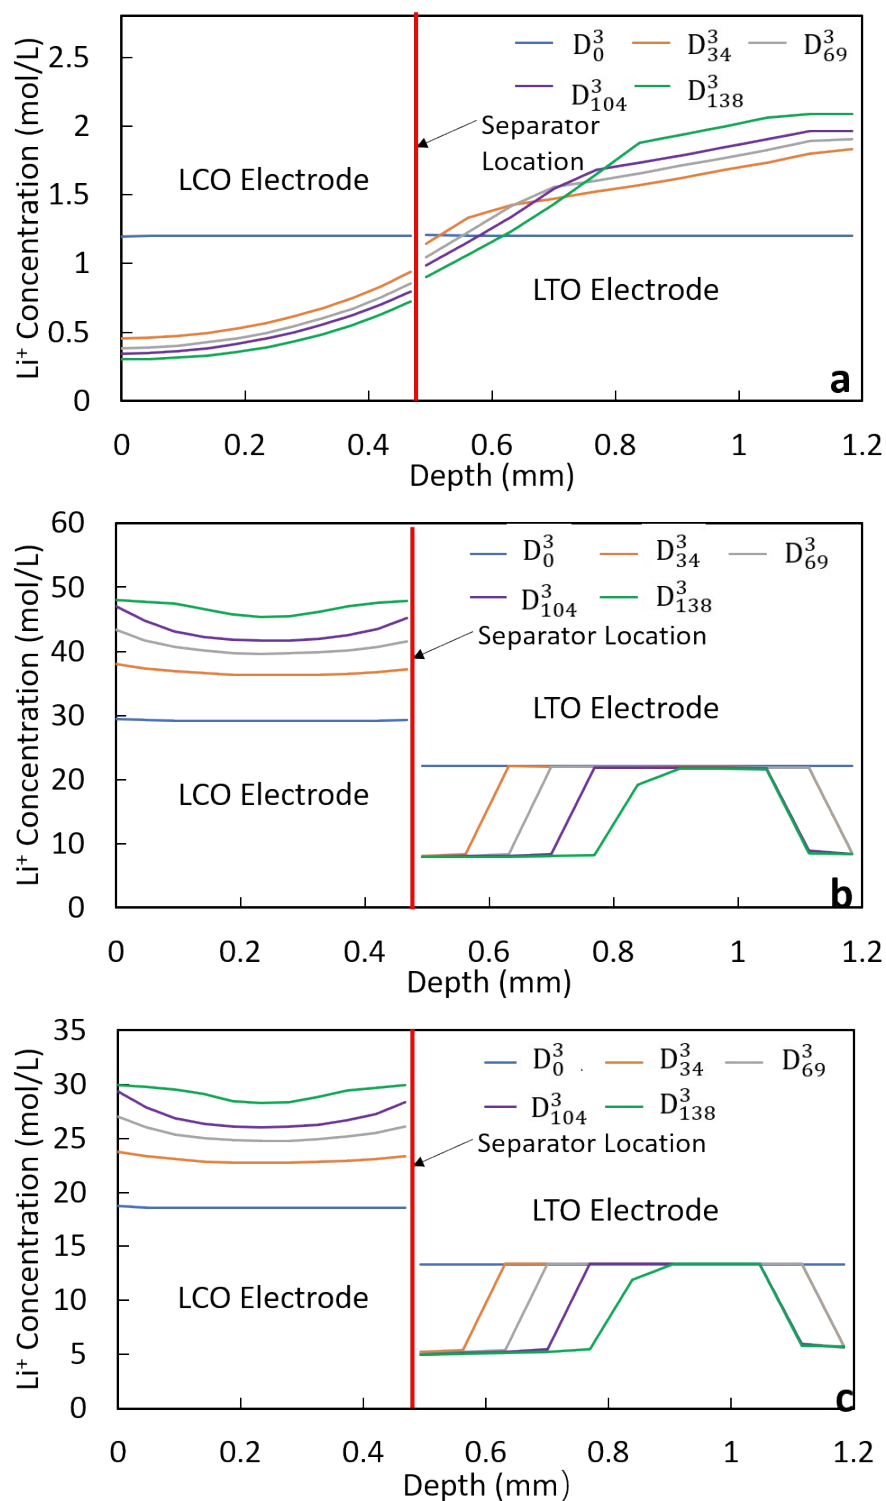 Li⁺ Concentration (mol/L)
2.5
2
1.5
1
0.5
0
D₀³ D₃₄³ D₆₉³
D₁₀₄³ D₁₃₈³
Separator
Location
LCO Electrode
LTO Electrode
a
0 0.2 0.4 0.6 0.8 1 1.2
Depth (mm)
Li⁺ Concentration (mol/L)
60
50
40
30
20
10
0
D₀³ D₃₄³ D₆₉³
D₁₀₄³ D₁₃₈³
Separator Location
LTO Electrode
LCO Electrode
b
0 0.2 0.4 0.6 0.8 1 1.2
Depth (mm)
Li⁺ Concentration (mol/L)
35
30
25
20
15
10
5
0
D₀³ D₃₄³ D₆₉³
D₁₀₄³ D₁₃₈³
Separator Location
LTO Electrode
LCO Electrode
c
0 0.2 0.4 0.6 0.8 1 1.2
Depth (mm)